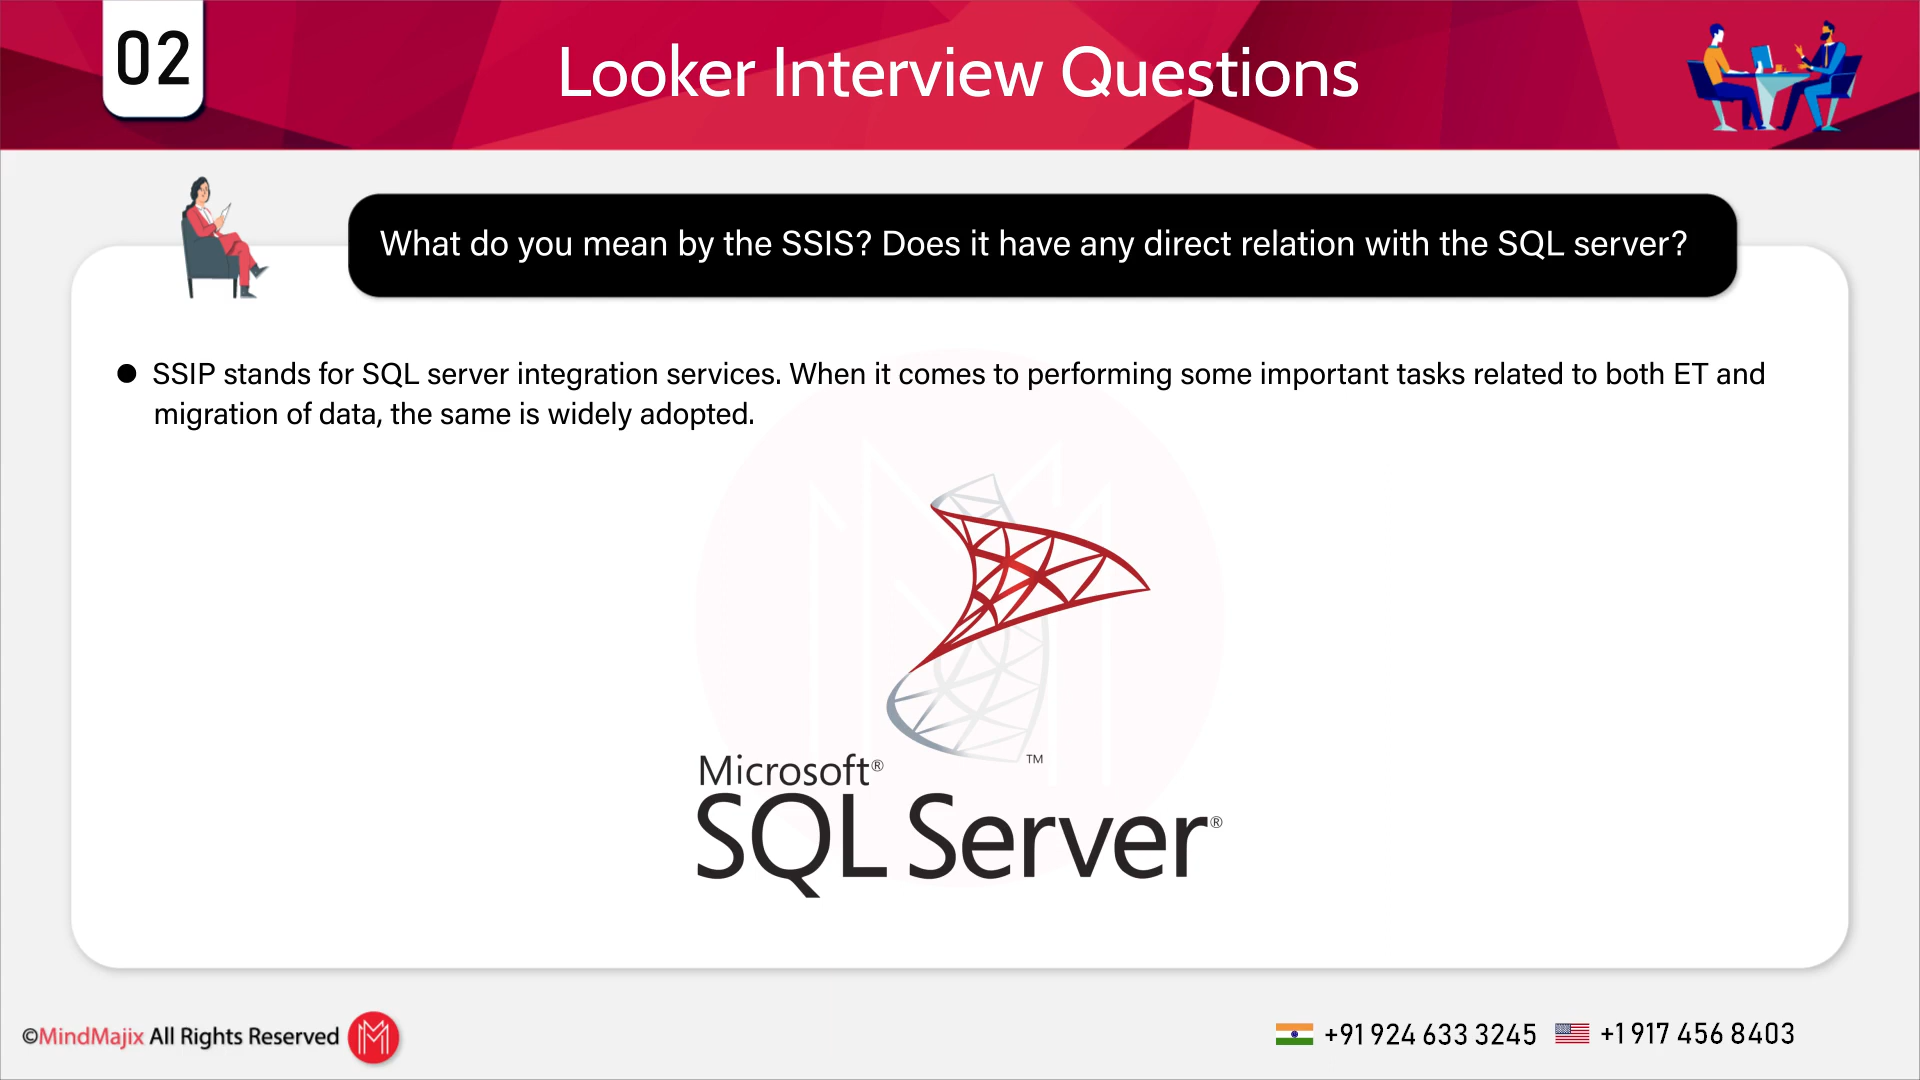 02
Looker Interview Questions
What do you mean by the SSIS? Does it have any direct relation with the SQL server?
● SSIP stands for SQL server integration services. When it comes to performing some important tasks related to both ET and
migration of data, the same is widely adopted.
Microsoft®
SQL Server®
™
©MindMajix All Rights Reserved
+91 924 633 3245
+1 917 456 8403